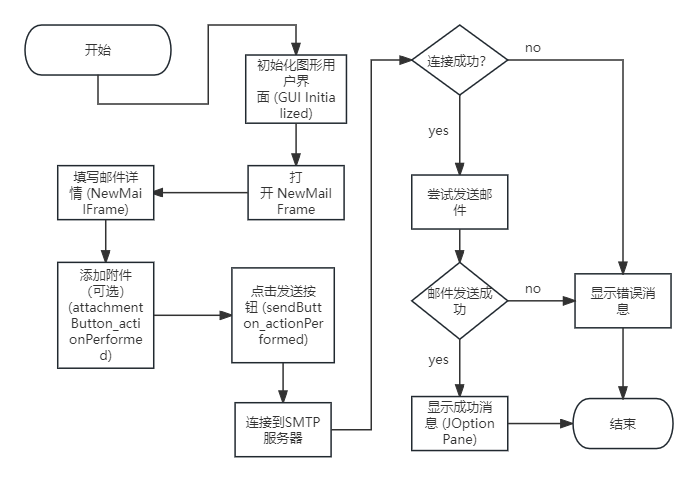 开始
初始化图形用
户界
面 (GUI Initia
lized)
打
开 NewMail
Frame
填写邮件详
情 (NewMai
lFrame)
添加附件
（可选）
(attachment
Button_acti
onPerforme
d)
点击发送按
钮 (sendButt
on_actionPer
formed)
连接到SMTP
服务器
连接成功？
no
yes
尝试发送邮
件
邮件发送成
功
no
yes
显示错误消
息
显示成功消
息 (JOption
Pane)
结束